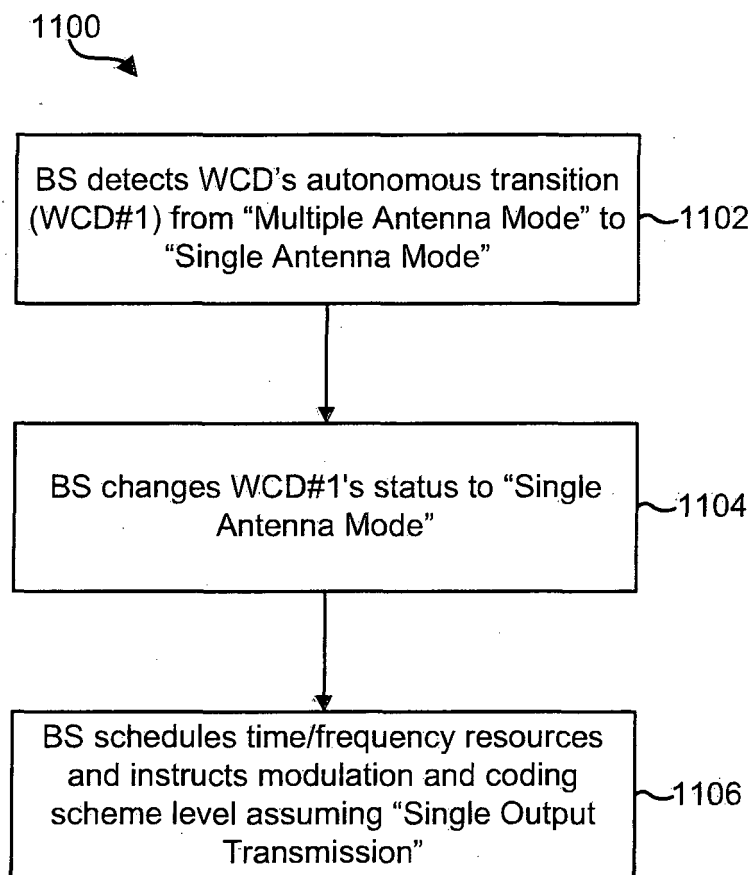 1100
BS detects WCD's autonomous transition
(WCD#1) from “Multiple Antenna Mode” to
“Single Antenna Mode”
1102
BS changes WCD#1's status to “Single
Antenna Mode”
1104
BS schedules time/frequency resources
and instructs modulation and coding
scheme level assuming “Single Output
Transmission”
1106